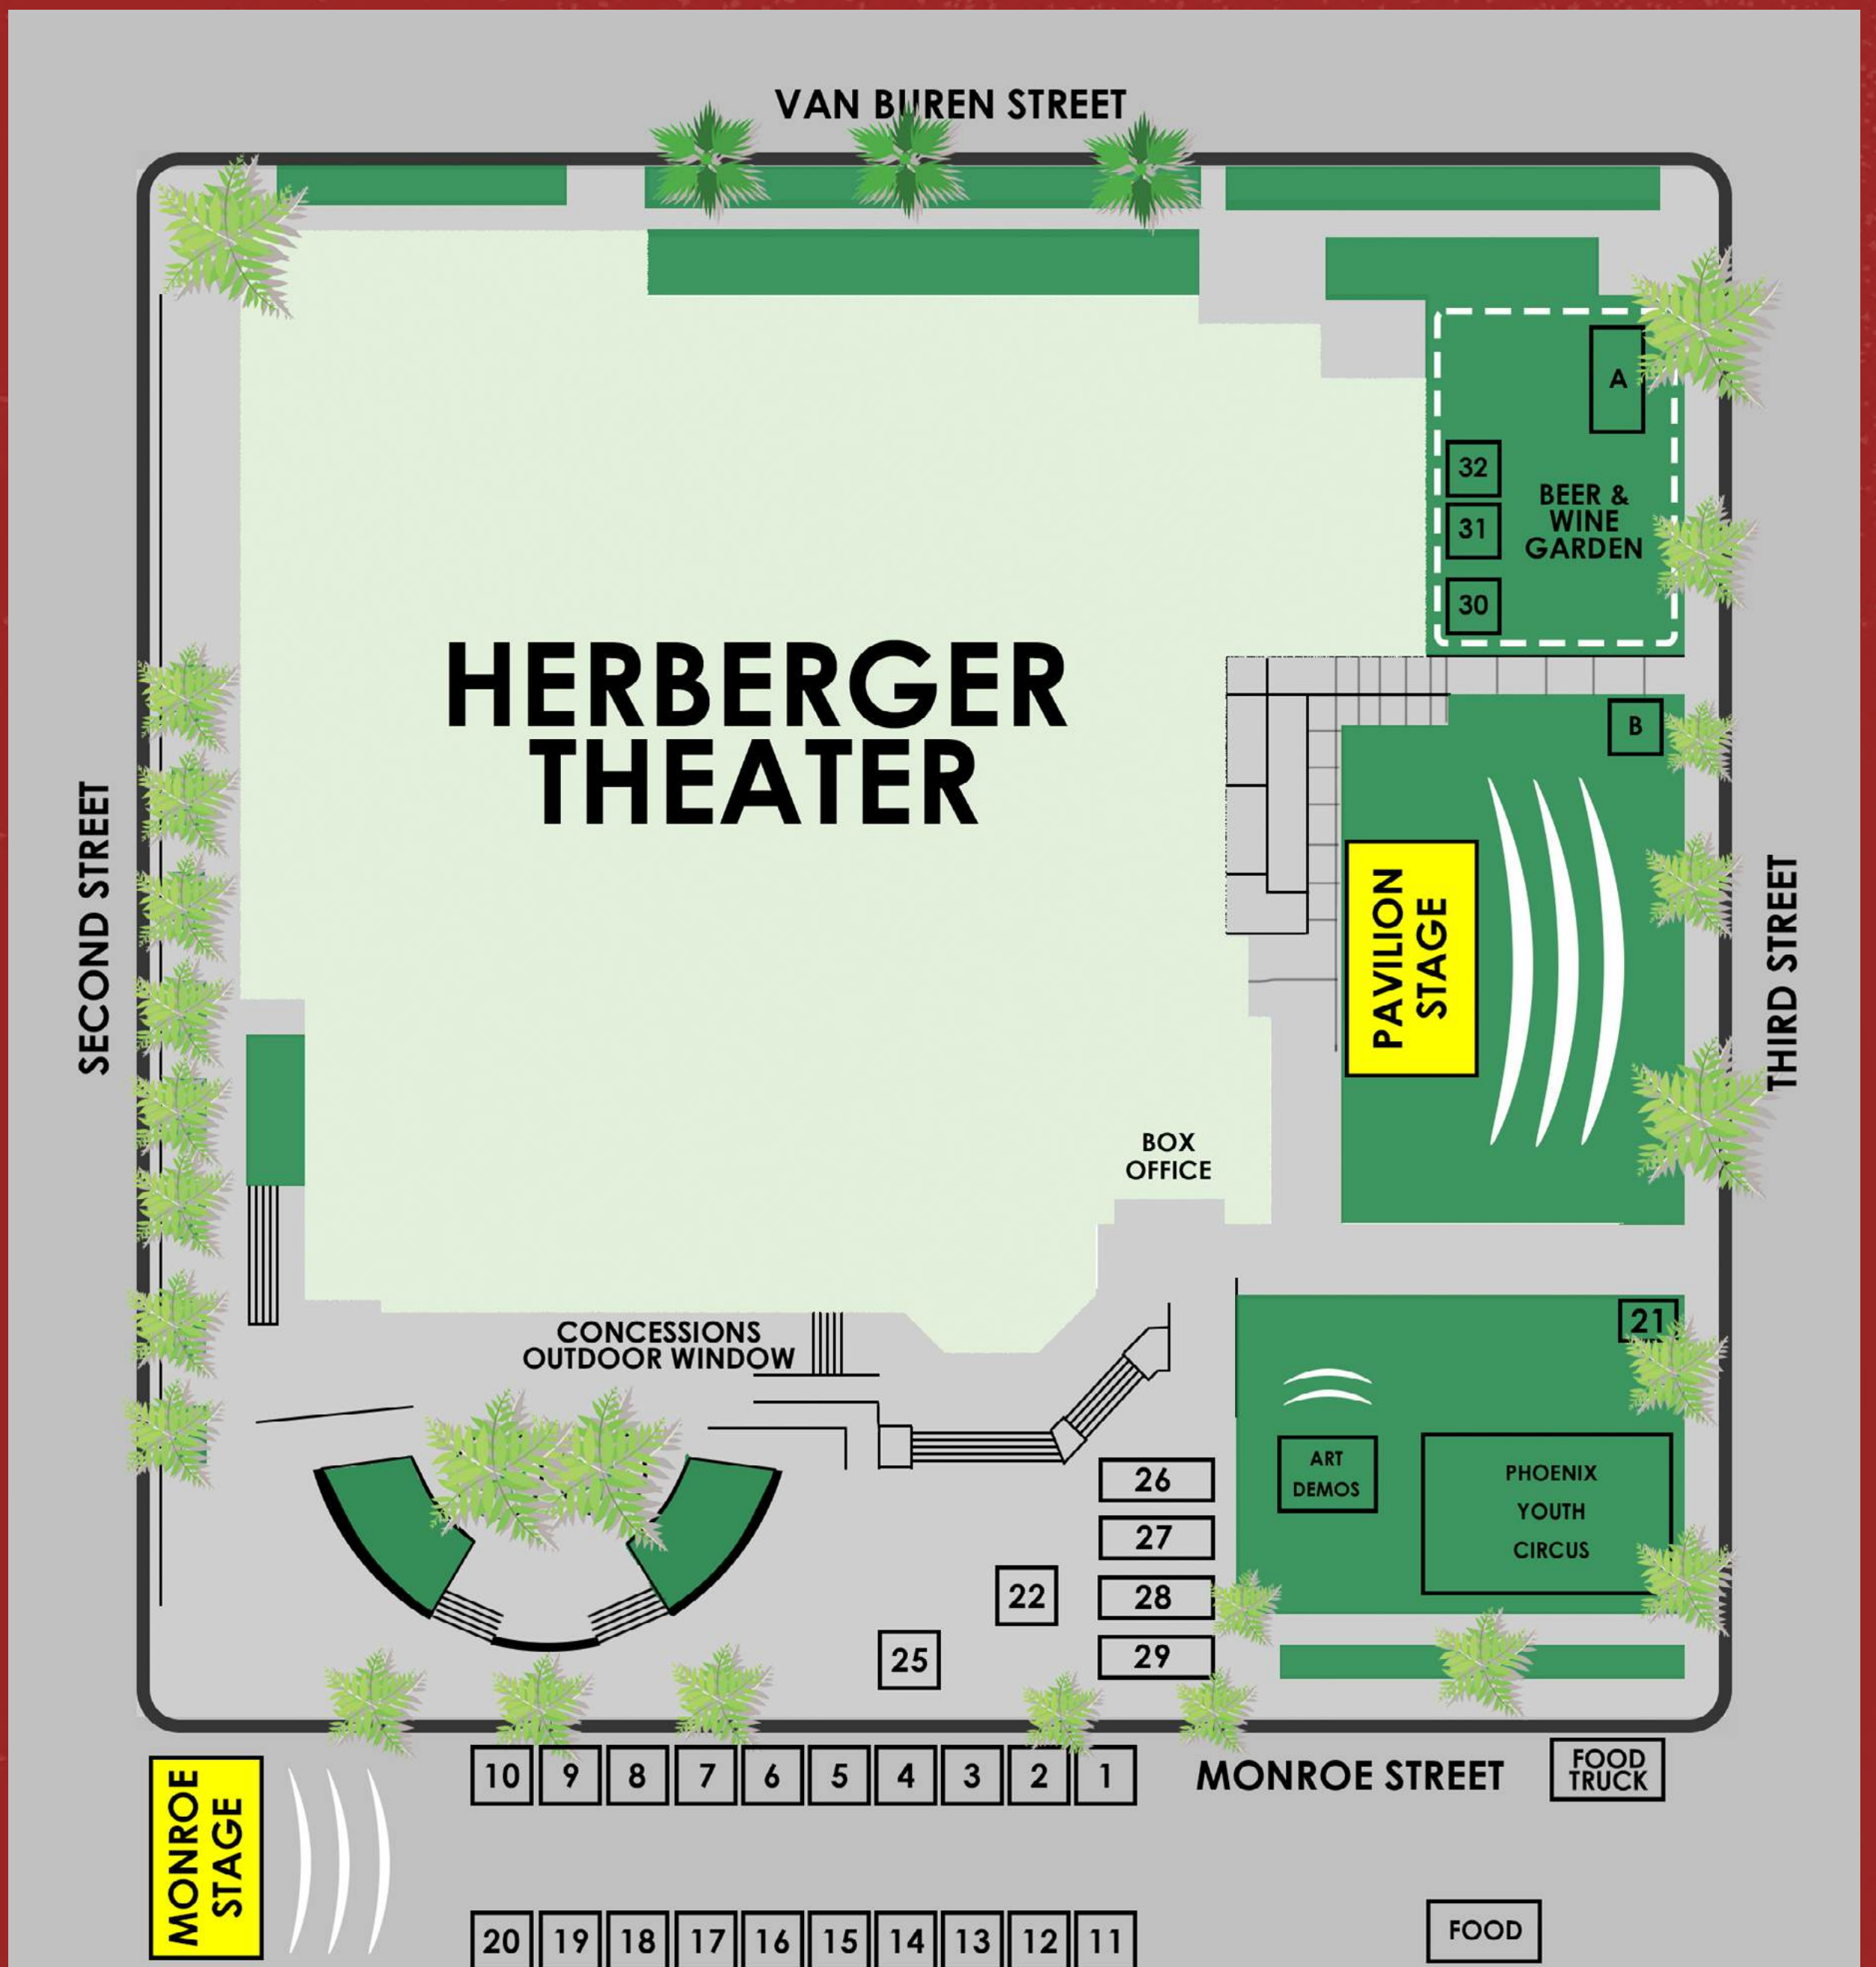 VAN BUREN STREET
A
32
31
30
BEER &
WINE
GARDEN
HERBERGER
THEATER
B
SECOND STREET
PAVILION
STAGE
THIRD STREET
BOX
OFFICE
CONCESSIONS
OUTDOOR WINDOW
21
ART
DEMOS
PHOENIX
YOUTH
CIRCUS
26
27
28
29
22
25
MONROE
STAGE
10 9 8 7 6 5 4 3 2 1
MONROE STREET
FOOD
TRUCK
20 19 18 17 16 15 14 13 12 11
FOOD